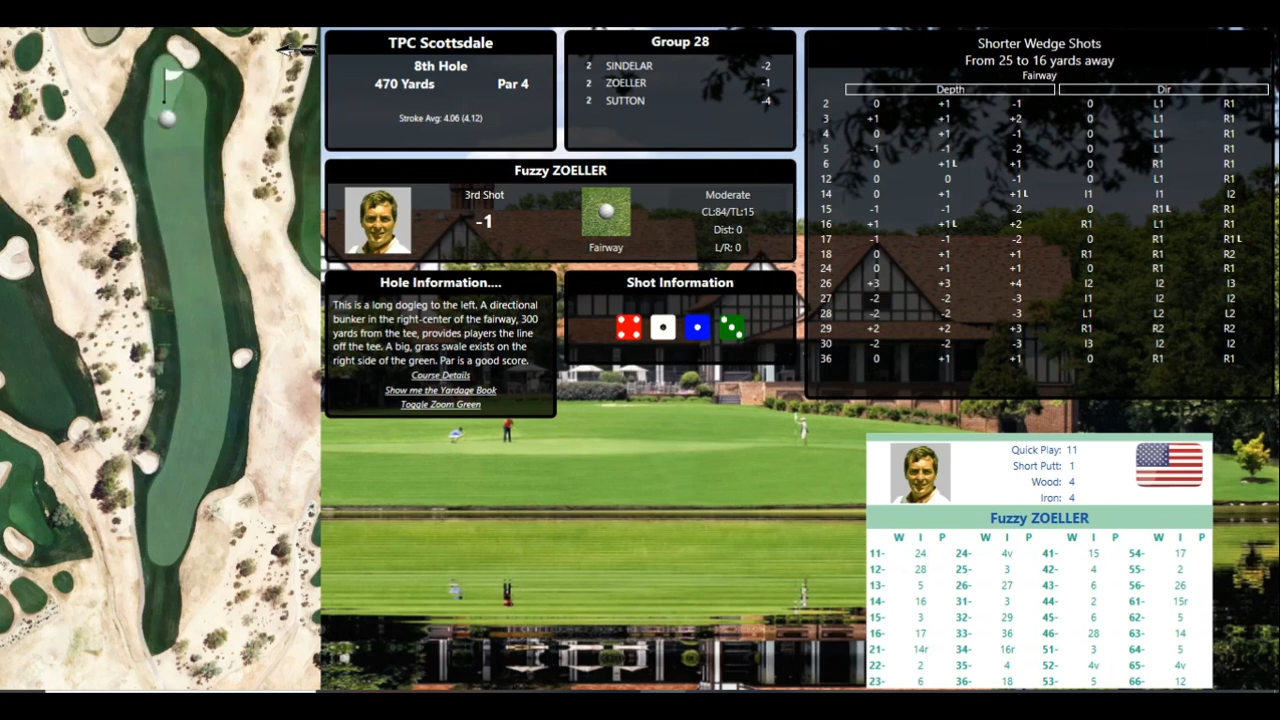 TPC Scottsdale
8th Hole
470 Yards Par 4
Stroke Avg: 4.06 (4.12)
Group 28
2 SINDELAR -2
2 ZOELLER -1
2 SUTTON -4
Fuzzy ZOELLER
3rd Shot
-1
Fairway
Moderate
CL:84/TL:15
Dist: 0
L/R: 0
Hole Information....
This is a long dogleg to the left. A directional
bunker in the right-center of the fairway, 300
yards from the tee, provides players the line
off the tee. A big, grass swale exists on the
right side of the green. Par is a good score.
Course Details
Show me the Yardage Book
Toggle Zoom Green
Shot Information
Shorter Wedge Shots
From 25 to 16 yards away
Fairway
Depth Dir
2 0 +1 -1 0 L1 R1
3 +1 +1 +2 0 L1 R1
4 0 +1 -1 0 L1 R1
5 -1 -1 -2 0 L1 R1
6 0 +1 L +1 0 R1 R1
12 0 0 -1 0 L1 R1
14 0 +1 +1 L I1 I1 I2
15 -1 -1 -2 0 R1 L R1
16 +1 +1 L +2 R1 L1 R1
17 -1 -1 -2 0 R1 R1 L
18 0 +1 +1 R1 R1 R2
24 0 +1 +1 0 R1 R1
26 +3 +3 +4 I2 I2 I3
27 -2 -2 -3 I1 I2 I2
28 -2 -2 -3 L1 L2 L2
29 +2 +2 +3 R1 R2 R2
30 -2 -2 -3 I3 I2 I2
36 0 +1 +1 0 R1 R1
Quick Play: 11
Short Putt: 1
Wood: 4
Iron: 4
Fuzzy ZOELLER
W I P W I P W I P W I P
11- 24 24- 4v 41- 15 54- 17
12- 28 25- 3 42- 4 55- 2
13- 5 26- 27 43- 6 56- 26
14- 16 31- 3 44- 2 61- 15r
15- 3 32- 29 45- 6 62- 5
16- 17 33- 36 46- 28 63- 14
21- 14r 34- 16r 51- 3 64- 5
22- 2 35- 4 52- 4v 65- 4v
23- 6 36- 18 53- 5 66- 12